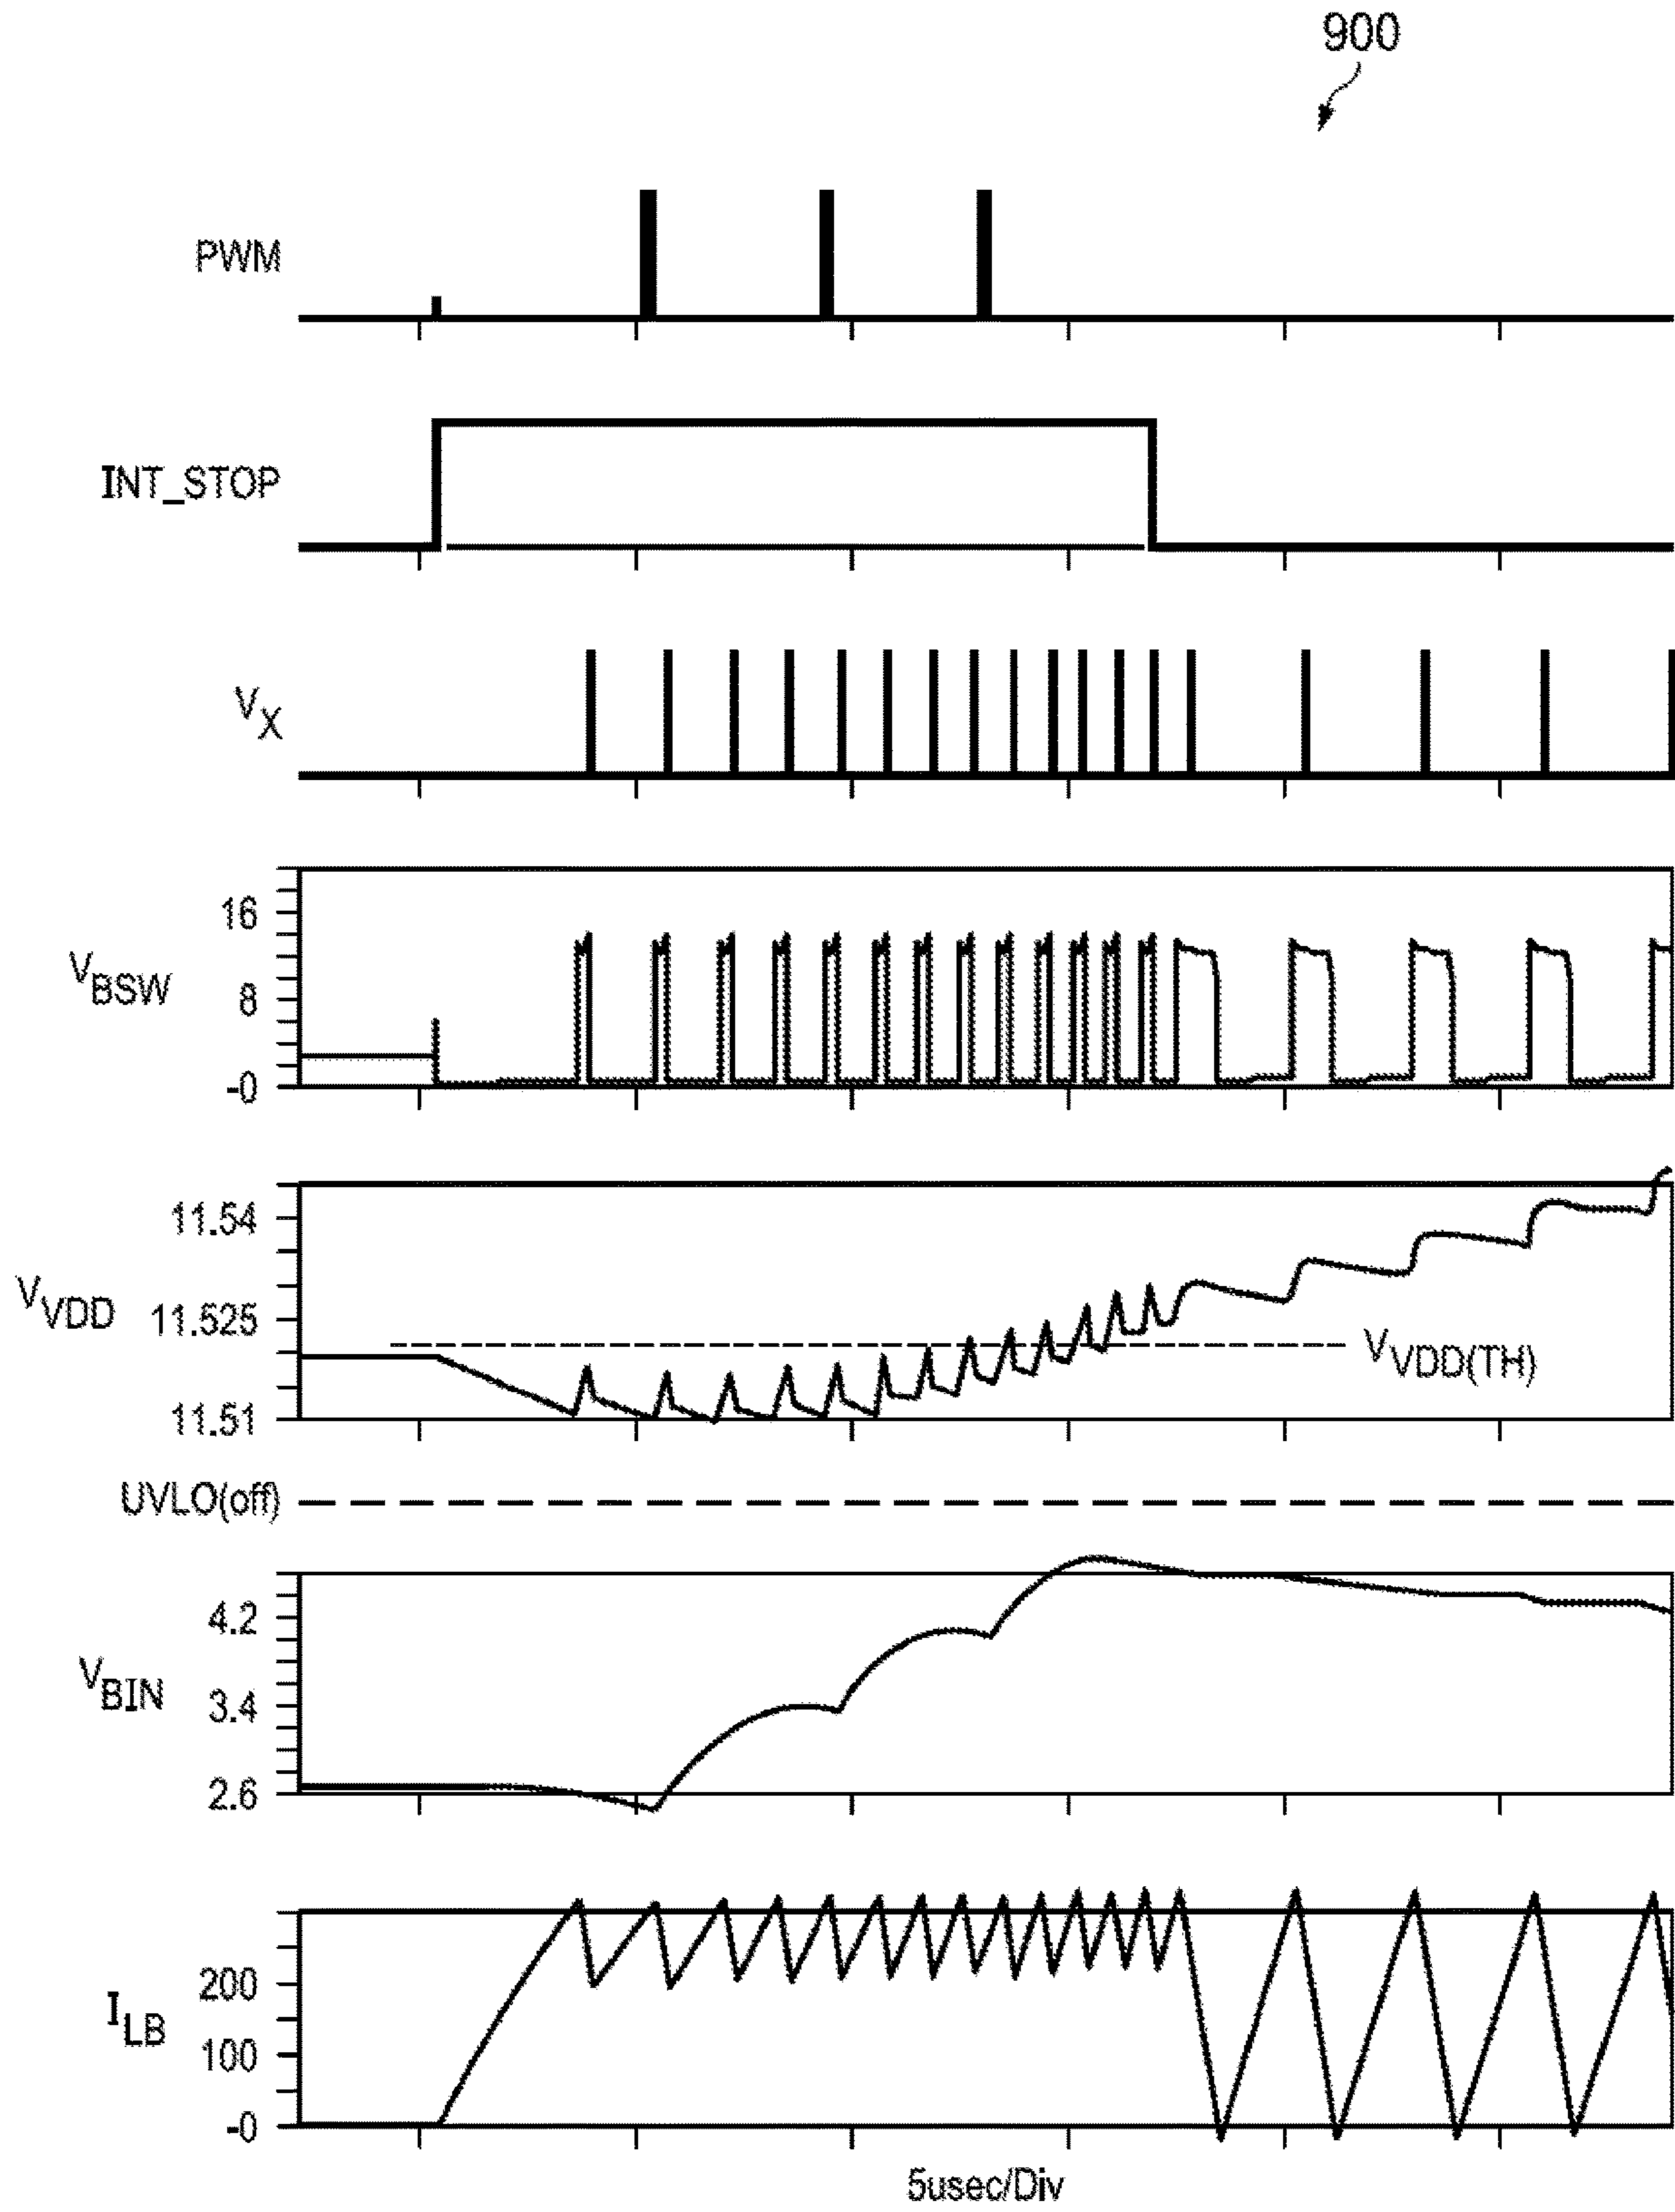 900
PWM
INT_STOP
VX
16
VBSW
8
-0
11.54
VVDD
11.525
VVDD(TH)
11.51
UVLO(off)
4.2
VBIN
3.4
2.6
200
ILB
100
-0
5usec/Div